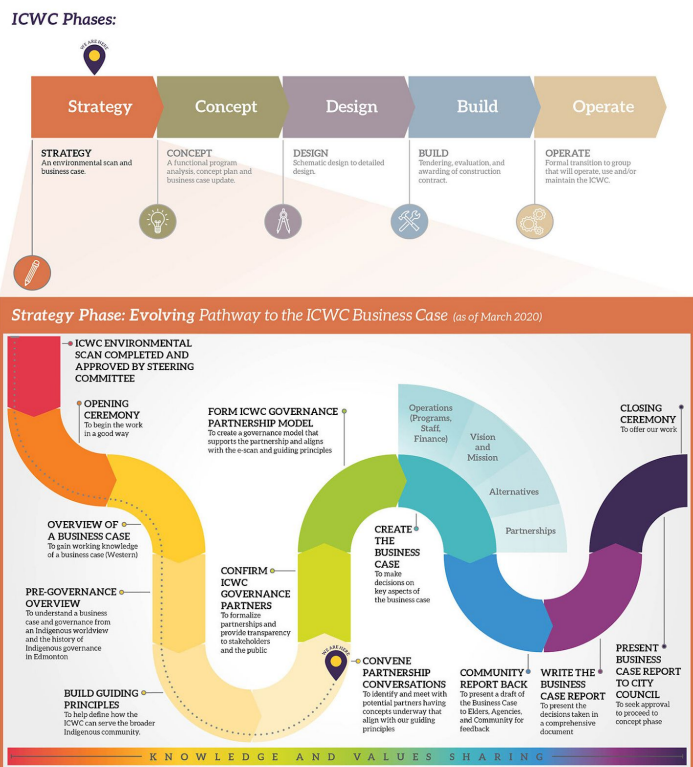 ICWC Phases:
WE ARE HERE
Strategy
Concept
Design
Build
Operate
STRATEGY
An environmental scan and
business case.
CONCEPT
A functional program
analysis, concept plan and
business case update.
DESIGN
Schematic design to detailed
design.
BUILD
Tendering, evaluation, and
awarding of construction
contract.
OPERATE
Formal transition to group
that will operate, use and/or
maintain the ICWC.
Strategy Phase: Evolving Pathway to the ICWC Business Case (as of March 2020)
ICWC ENVIRONMENTAL
SCAN COMPLETED AND
APPROVED BY STEERING
COMMITTEE
OPENING
CEREMONY
To begin the work
in a good way
OVERVIEW OF
A BUSINESS CASE
To gain working knowledge
of a business case (Western)
PRE-GOVERNANCE
OVERVIEW
To understand a business
case and governance from
an Indigenous worldview
and the history of
Indigenous governance
in Edmonton
BUILD GUIDING
PRINCIPLES
To help define how the
ICWC can serve the broader
Indigenous community.
WE ARE HERE
CONVENE
PARTNERSHIP
CONVERSATIONS
To identify and meet with
potential partners having
concepts underway that
align with our guiding
principles
CONFIRM
ICWC
GOVERNANCE
PARTNERS
To formalize
partnerships and
provide transparency
to stakeholders
and the public
FORM ICWC GOVERNANCE
PARTNERSHIP MODEL
To create a governance model that
supports the partnership and aligns
with the e-scan and guiding principles
CREATE
THE
BUSINESS
CASE
To make
decisions on
key aspects of
the business case
Operations
(Programs,
Staff,
Finance)
Vision
and
Mission
Alternatives
Partnerships
COMMUNITY
REPORT BACK
To present a draft of
the Business Case
to Elders, Agencies,
and Community for
feedback
WRITE THE
BUSINESS
CASE REPORT
To present the
decisions taken in
a comprehensive
document
PRESENT
BUSINESS
CASE REPORT
TO CITY
COUNCIL
To seek approval
to proceed to
concept phase
CLOSING
CEREMONY
To offer our work
KNOWLEDGE AND VALUES SHARING